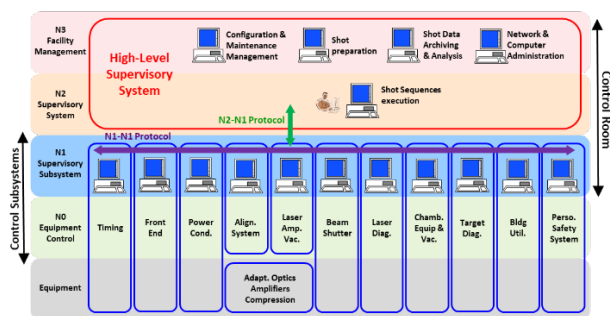 N3
Facility
Management
High-Level
Supervisory
System
Configuration &
Maintenance
Management
Shot
preparation
Shot Data
Archiving
& Analysis
Network &
Computer
Administration
Control Room
N2
Supervisory
System
Shot Sequences
execution
N2-N1 Protocol
N1-N1 Protocol
N1
Supervisory
Subsystem
Control Subsystems
N0
Equipment
Control
Timing
Front
End
Power
Cond.
Align.
System
Laser
Amp.
Vac.
Beam
Shutter
Laser
Diag.
Chamb.
Equip
& Vac.
Target
Diag.
Bldg
Util.
Perso.
Safety
System
Equipment
Adapt. Optics
Amplifiers
Compression